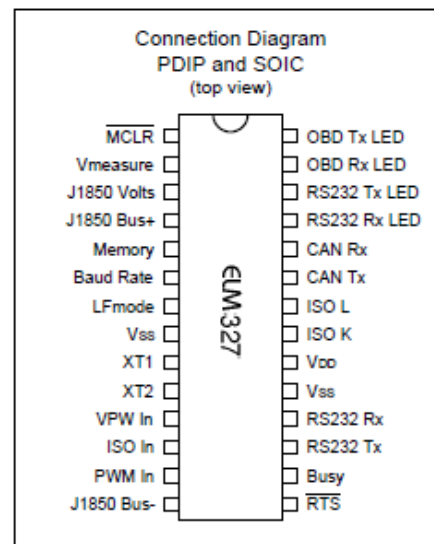 Connection Diagram
PDIP and SOIC
(top view)
MCLR OBD Tx LED
Vmeasure OBD Rx LED
J1850 Volts RS232 Tx LED
J1850 Bus+ RS232 Rx LED
Memory CAN Rx
Baud Rate CAN Tx
LFmode ISO L
Vss ISO K
XT1 VDD
XT2 Vss
VPW In RS232 Rx
ISO In RS232 Tx
PWM In Busy
J1850 Bus- RTS
ELM327